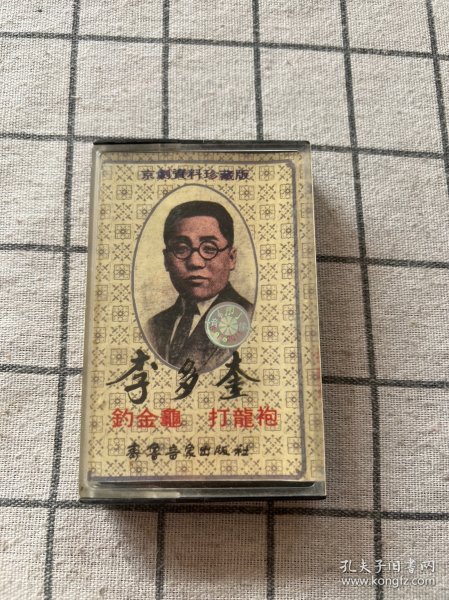 京劇資料珍藏版
李多奎
釣金龜 打龍袍
齊魯音像出版社
孔夫子旧书网
www.kongfz.com